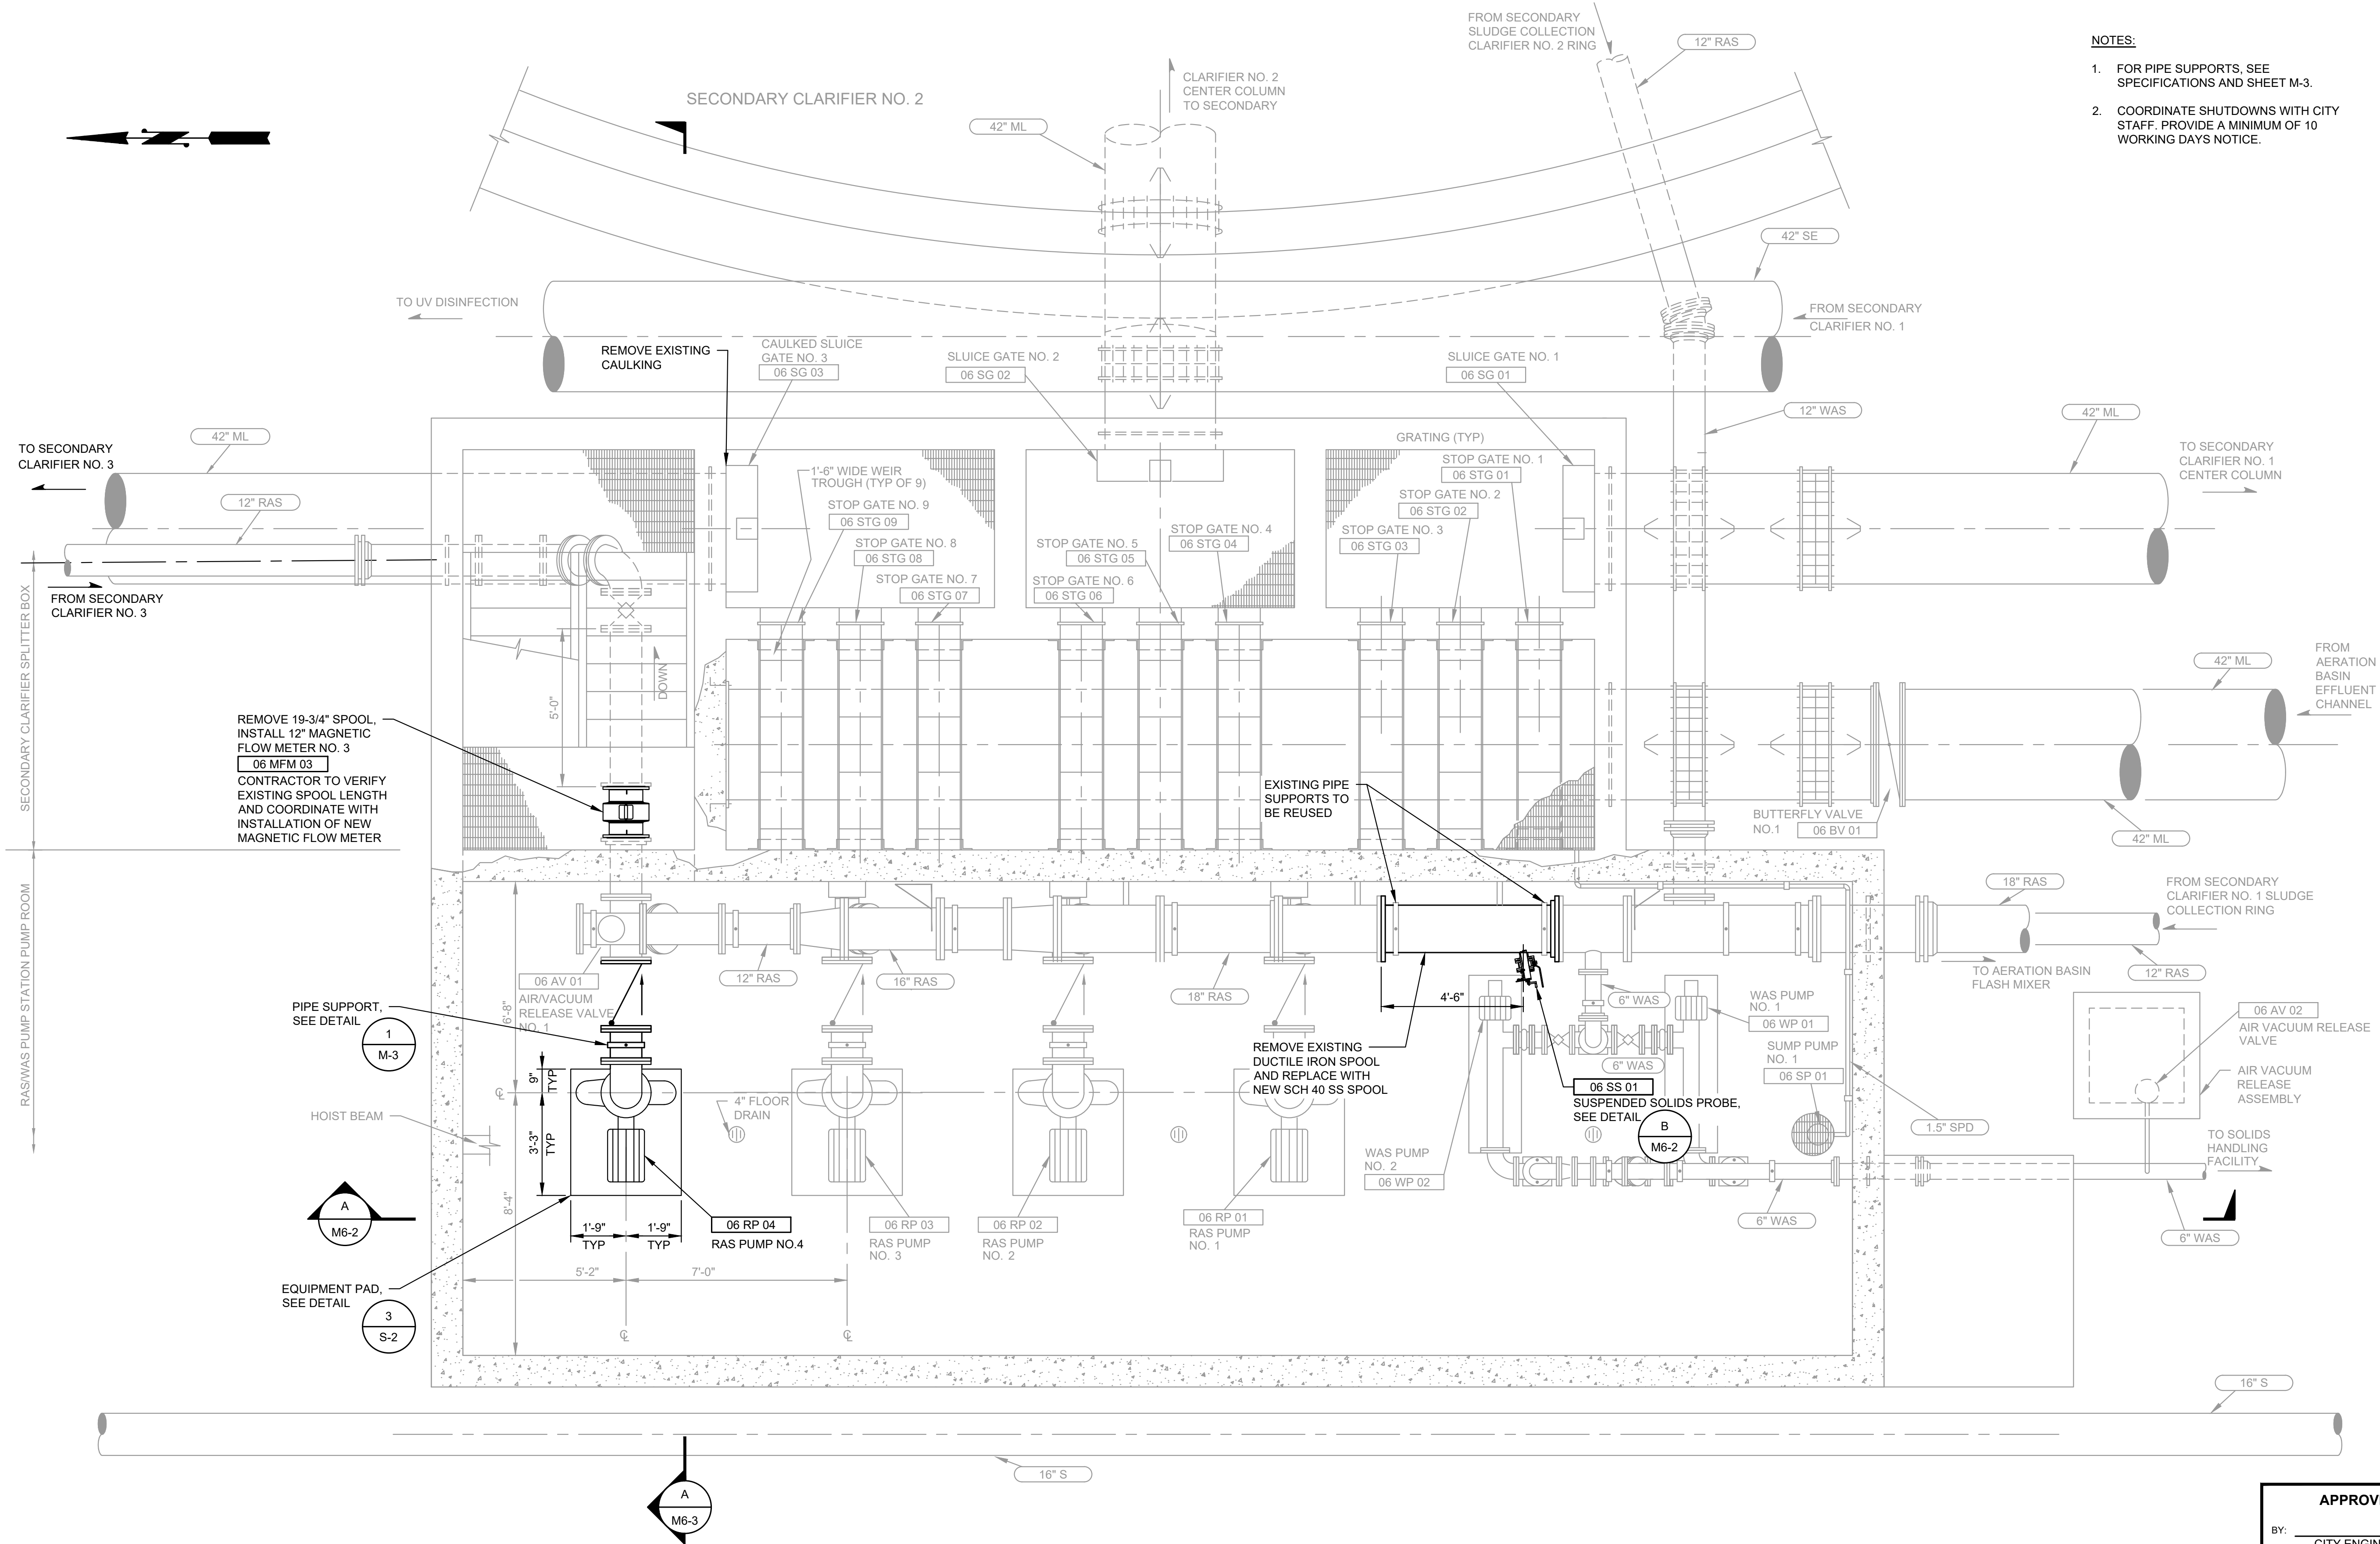 NOTES:
1. FOR PIPE SUPPORTS, SEE
SPECIFICATIONS AND SHEET M-3.
2. COORDINATE SHUTDOWNS WITH CITY
STAFF. PROVIDE A MINIMUM OF 10
WORKING DAYS NOTICE.
FROM SECONDARY
SLUDGE COLLECTION
CLARIFIER NO. 2 RING
12" RAS
SECONDARY CLARIFIER NO. 2
CLARIFIER NO. 2
CENTER COLUMN
TO SECONDARY
42" ML
42" SE
TO UV DISINFECTION
FROM SECONDARY
CLARIFIER NO. 1
REMOVE EXISTING
CAULKING
CAULKED SLUICE
GATE NO. 3
06 SG 03
SLUICE GATE NO. 2
06 SG 02
SLUICE GATE NO. 1
06 SG 01
12" WAS
42" ML
TO SECONDARY
CLARIFIER NO. 1
CENTER COLUMN
TO SECONDARY
CLARIFIER NO. 3
42" ML
12" RAS
FROM SECONDARY
CLARIFIER NO. 3
GRATING (TYP)
1'-6" WIDE WEIR
TROUGH (TYP OF 9)
STOP GATE NO. 9
06 STG 09
STOP GATE NO. 8
06 STG 08
STOP GATE NO. 7
06 STG 07
STOP GATE NO. 4
06 STG 04
STOP GATE NO. 5
06 STG 05
STOP GATE NO. 6
06 STG 06
STOP GATE NO. 1
06 STG 01
STOP GATE NO. 2
06 STG 02
STOP GATE NO. 3
06 STG 03
SECONDARY CLARIFIER SPLITTER BOX
5'-0"
DOWN
REMOVE 19-3/4" SPOOL,
INSTALL 12" MAGNETIC
FLOW METER NO. 3
06 MFM 03
CONTRACTOR TO VERIFY
EXISTING SPOOL LENGTH
AND COORDINATE WITH
INSTALLATION OF NEW
MAGNETIC FLOW METER
42" ML
FROM
AERATION
BASIN
EFFLUENT
CHANNEL
EXISTING PIPE
SUPPORTS TO
BE REUSED
BUTTERFLY VALVE
NO.1
06 BV 01
42" ML
RAS/WAS PUMP STATION PUMP ROOM
18" RAS
FROM SECONDARY
CLARIFIER NO. 1 SLUDGE
COLLECTION RING
12" RAS
TO AERATION BASIN
FLASH MIXER
06 AV 01
AIR/VACUUM
RELEASE VALVE
NO. 1
6'-8"
12" RAS
16" RAS
18" RAS
4'-6"
6" WAS
WAS PUMP
NO. 1
06 WP 01
06 AV 02
AIR VACUUM RELEASE
VALVE
AIR VACUUM
RELEASE
ASSEMBLY
PIPE SUPPORT,
SEE DETAIL
1
M-3
9"
TYP
REMOVE EXISTING
DUCTILE IRON SPOOL
AND REPLACE WITH
NEW SCH 40 SS SPOOL
6" WAS
SUMP PUMP
NO. 1
06 SP 01
06 SS 01
SUSPENDED SOLIDS PROBE,
SEE DETAIL
B
M6-2
HOIST BEAM
4" FLOOR
DRAIN
3'-3"
TYP
8'-4"
1.5" SPD
TO SOLIDS
HANDLING
FACILITY
WAS PUMP
NO. 2
06 WP 02
A
M6-2
1'-9"
TYP
1'-9"
TYP
06 RP 04
RAS PUMP NO.4
06 RP 03
RAS PUMP
NO. 3
06 RP 02
RAS PUMP
NO. 2
06 RP 01
RAS PUMP
NO. 1
6" WAS
6" WAS
5'-2"
7'-0"
EQUIPMENT PAD,
SEE DETAIL
3
S-2
16" S
16" S
A
M6-3
BY: